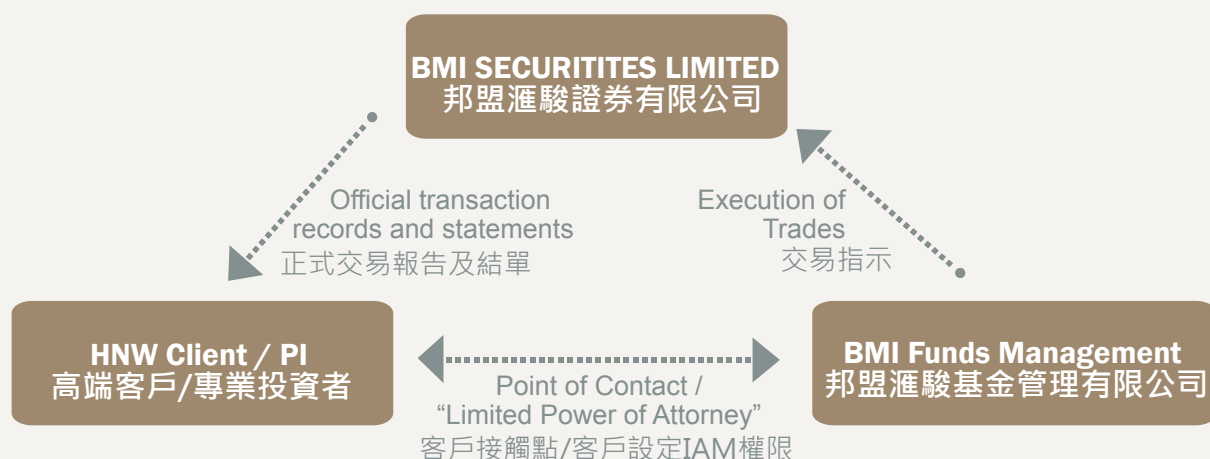 BMI SECURITITES LIMITED
邦盟滙駿證券有限公司
Official transaction
records and statements
正式交易報告及結單
Execution of
Trades
交易指示
HNW Client / PI
高端客戶/專業投資者
Point of Contact /
“Limited Power of Attorney”
客戶接觸點/客戶設定IAM權限
BMI Funds Management
邦盟滙駿基金管理有限公司